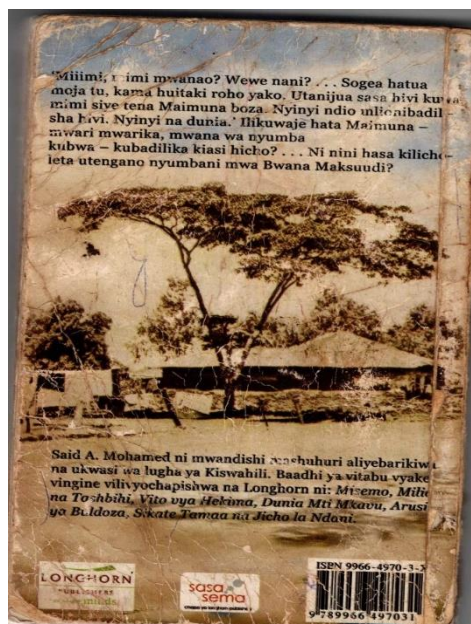 'Miiimi, mimi mwanao? Wewe nani? . . . Sogea hatua
moja tu, kama huitaki roho yako. Utanijua sasa hivi kuwa
mimi siye tena Maimuna boza. Nyinyi ndio mlionibadil-
sha hivi. Nyinyi na dunia.' Ilikuwaje hata Maimuna –
mwari mwarika, mwana wa nyumba
kubwa – kubadilika kiasi hicho? . . . Ni nini hasa kilicho-
leta utengano nyumbani mwa Bwana Maksuudi?
Said A. Mohamed ni mwandishi mashuhuri aliyebarikiwa
na ukwasi wa lugha ya Kiswahili. Baadhi ya vitabu vyake
vingine vilivyochapishwa na Longhorn ni: Misemo, Milio
na Toshbihi, Vito vya Hekima, Dunia Mti Mkavu, Arusi
ya Buldoza, Sikate Tamaa na Jicho la Ndani.
LONGHORN
PUBLISHERS
minds
sasa
sema
ISBN 9966-4970-3-X
9 789966 497031